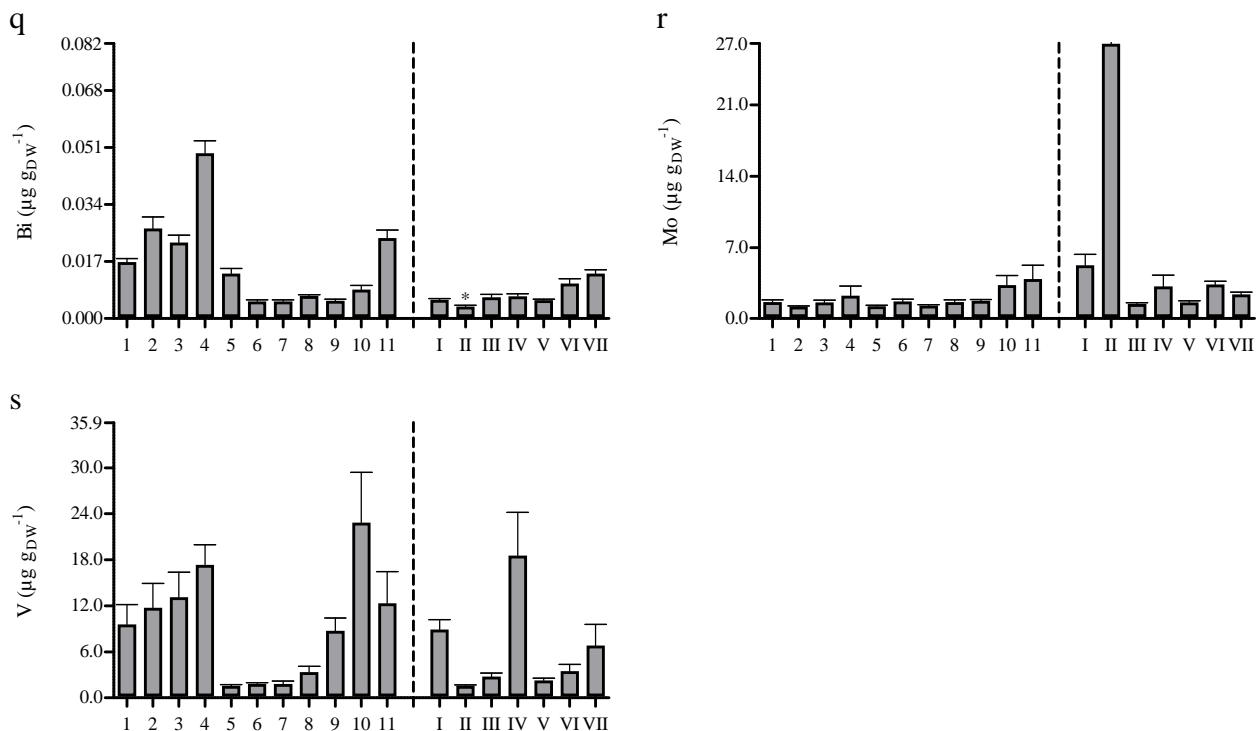 q
0.082
0.068
0.051
0.034
0.017
0.000
Bi (µg gDW⁻¹)
*
1 2 3 4 5 6 7 8 9 10 11 I II III IV V VI VII
r
27.0
21.0
14.0
7.0
0.0
Mo (µg gDW⁻¹)
1 2 3 4 5 6 7 8 9 10 11 I II III IV V VI VII
s
35.9
30.0
24.0
18.0
12.0
6.0
0.0
V (µg gDW⁻¹)
1 2 3 4 5 6 7 8 9 10 11 I II III IV V VI VII